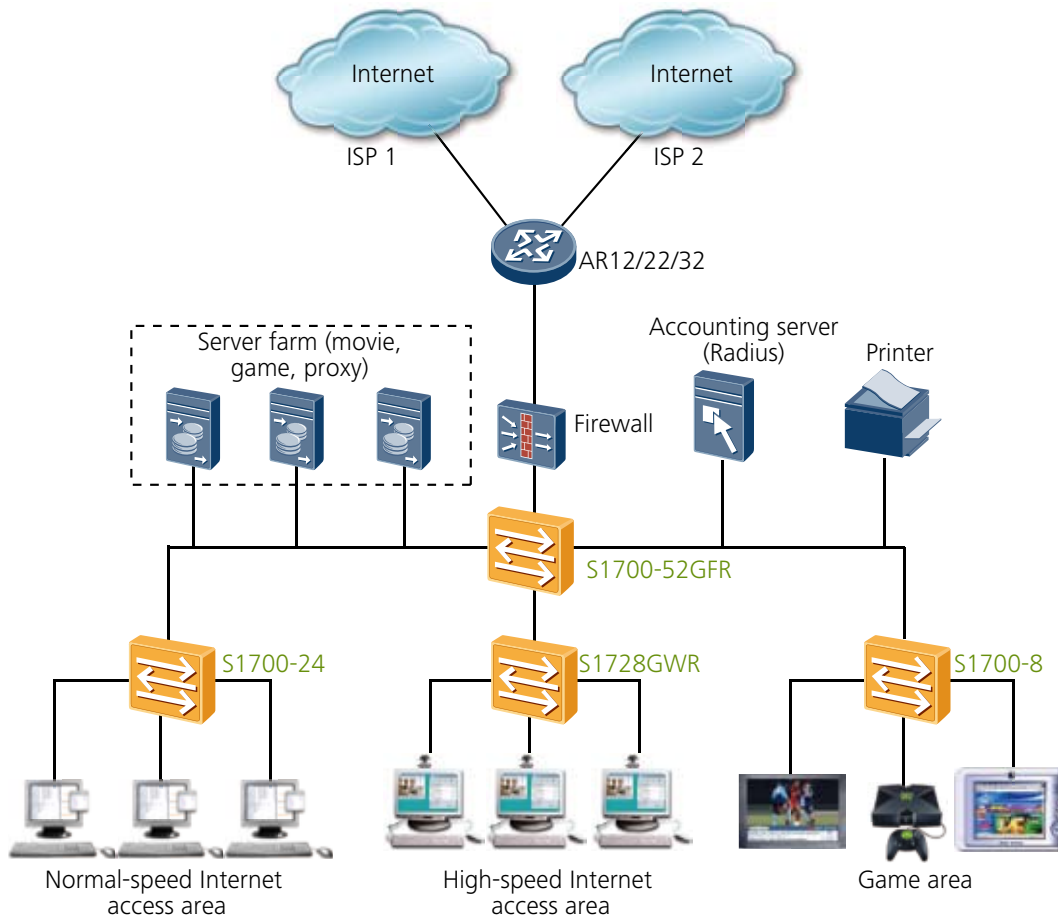 Internet
Internet
ISP 1
ISP 2
AR12/22/32
Server farm (movie,
game, proxy)
Accounting server
(Radius)
Printer
Firewall
S1700-52GFR
S1700-24
S1728GWR
S1700-8
Normal-speed Internet
access area
High-speed Internet
access area
Game area